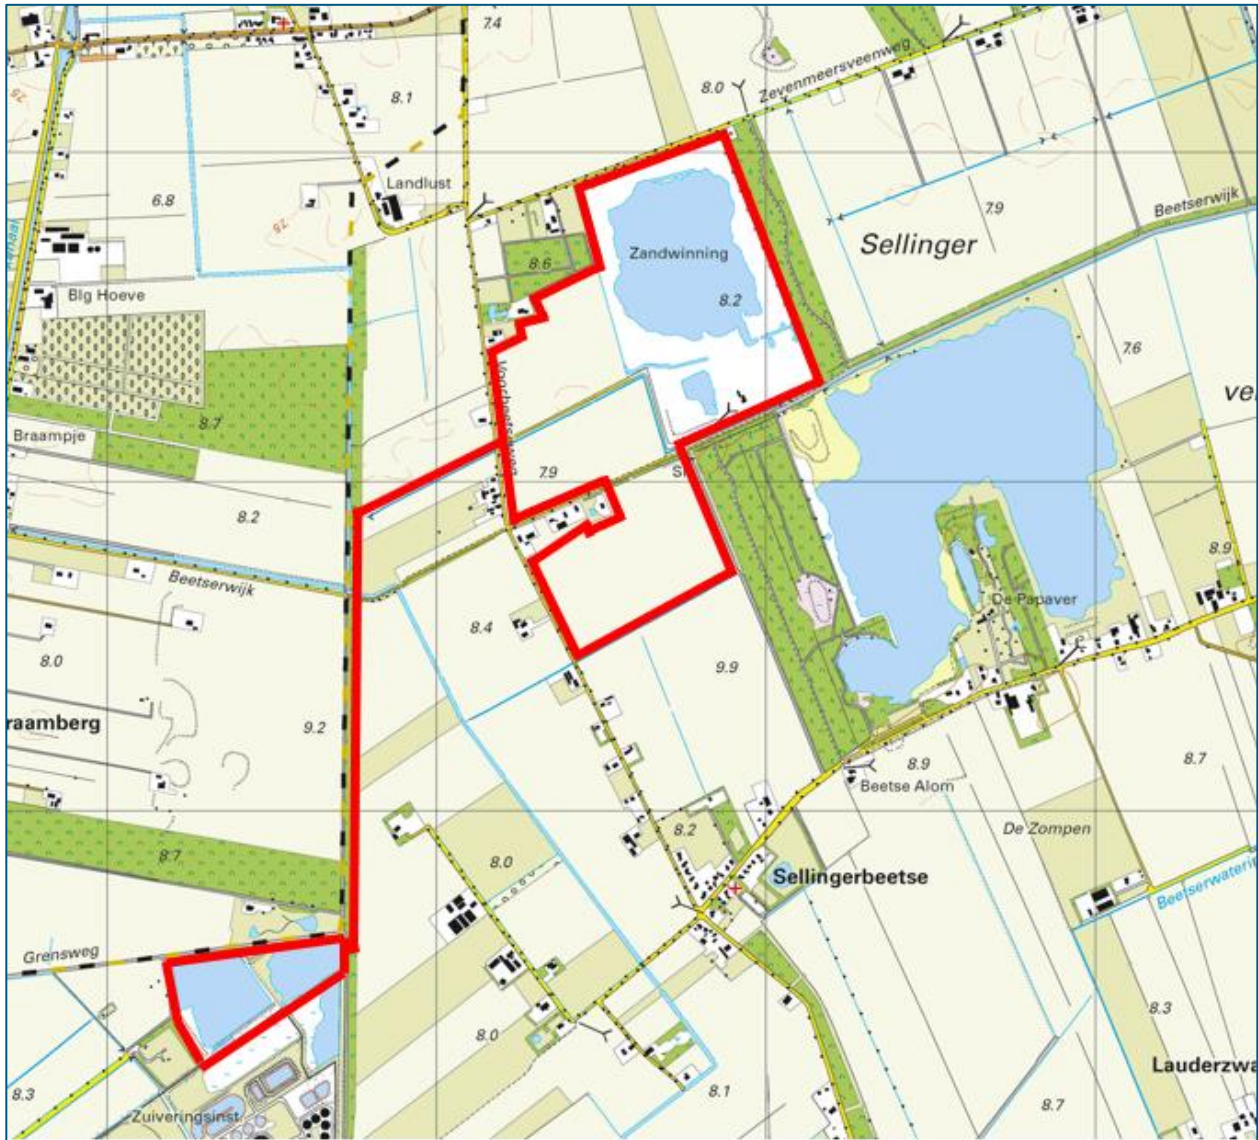 7.4
8.1
8.0
Zevenmeersveenweg
25
6.8
Landlust
25
7.9
Beetserwijk
Sellinger
Zandwinning
8.6
8.2
Blg Hoeve
7.6
Voorbeetseweg
8.7
Braampje
7.9
8.2
8.9
Beetserwijk
De Papaver
8.4
8.0
9.9
raamberg
9.2
8.9
8.7
Beetse Alom
De Zompen
8.2
8.7
8.0
Sellingerbeetse
Grensweg
8.3
8.0
Lauderzwa
8.3
8.1
8.7
Zuiveringsinst.